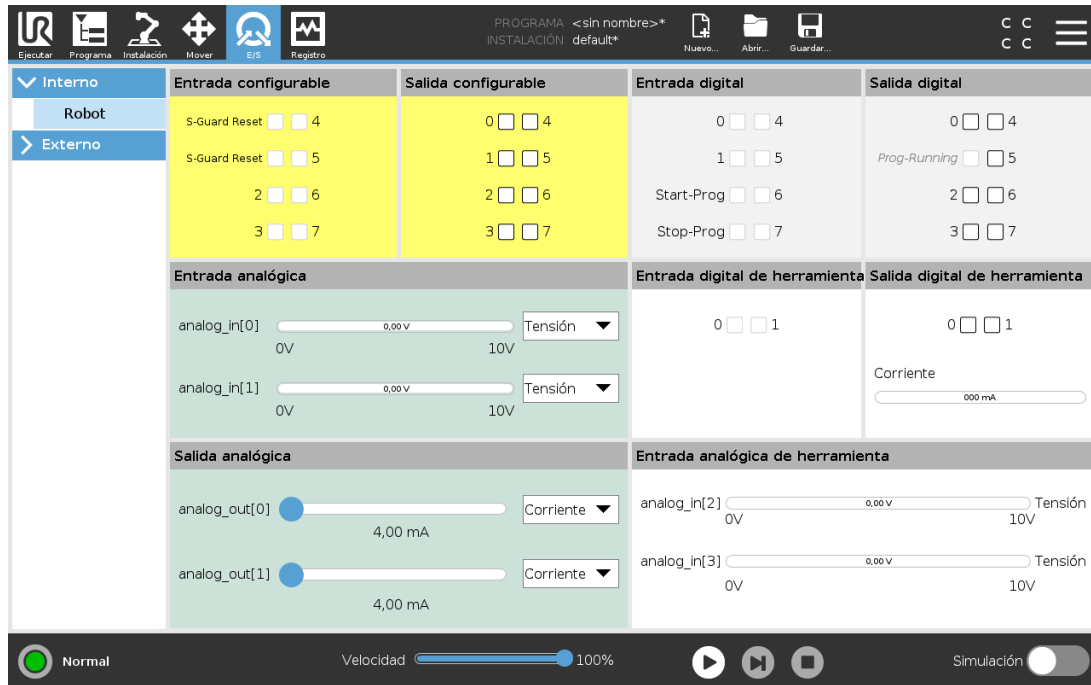 PROGRAMA <sin nombre>*
INSTALACIÓN default*
UR
Ejecutar Programa Instalación Mover E/S Registro Nuevo... Abrir... Guardar...
C C
C C
Interno
Robot
Externo
Entrada configurable
S-Guard Reset 4
S-Guard Reset 5
2 6
3 7
Salida configurable
0 4
1 5
2 6
3 7
Entrada digital
0 4
1 5
Start-Prog 6
Stop-Prog 7
Salida digital
0 4
Prog-Running 5
2 6
3 7
Entrada analógica
analog_in[0] 0,00 V Tensión
0V 10V
analog_in[1] 0,00 V Tensión
0V 10V
Entrada digital de herramienta
0 1
Salida digital de herramienta
0 1
Corriente
000 mA
Salida analógica
analog_out[0] Corriente
4,00 mA
analog_out[1] Corriente
4,00 mA
Entrada analógica de herramienta
analog_in[2] 0,00 V Tensión
0V 10V
analog_in[3] 0,00 V Tensión
0V 10V
Normal Velocidad 100% Simulación